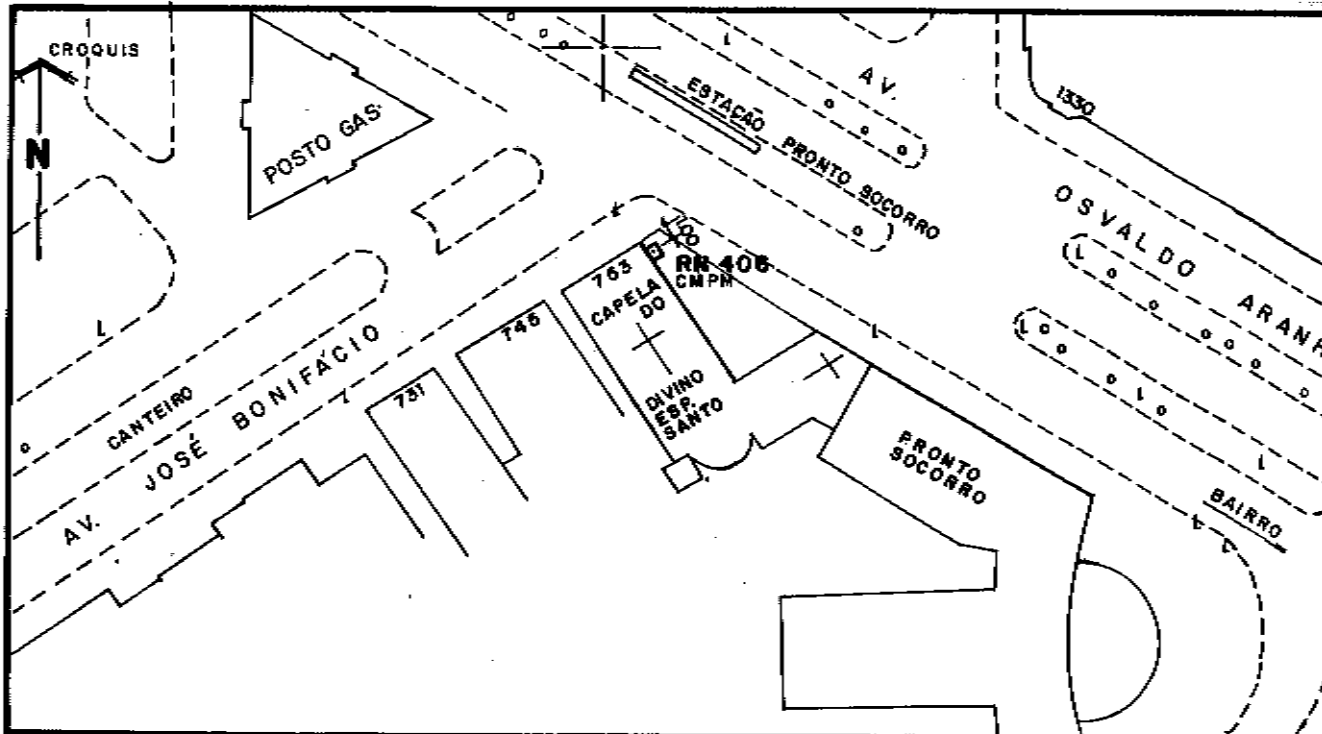 CROQUIS
N
POSTO GAS.
ESTAÇÃO PRONTO SOCORRO
AV.
1330
OSVALDO ARANH
RN 406
CMPM
763
CAPELA
DO
DIVINO
ESP.
SANTO
745
731
CANTEIRO
AV. JOSÉ BONIFÁCIO
PRONTO
SOCORRO
BAIRRO